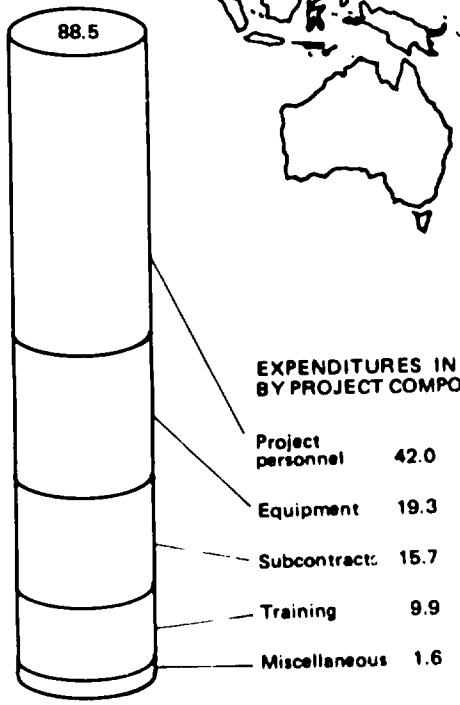 88.5
EXPENDITURES IN
BY PROJECT COMPO
Project
personnel 42.0
Equipment 19.3
Subcontracts 15.7
Training 9.9
Miscellaneous 1.6